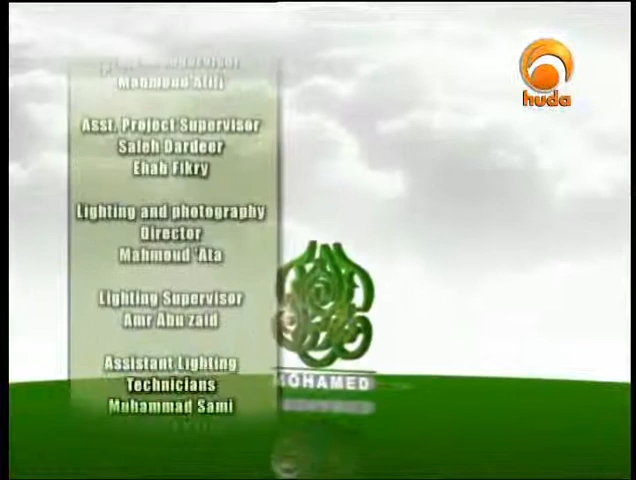 huda
Mahmoud 'Afifi
Asst. Project Supervisor
Saleh Dardeer
Ehab Fikry
Lighting and photography
Director
Mahmoud 'Ata
Lighting Supervisor
Amr Abu zaid
Assistant Lighting
Technicians
Muhammad Sami
MOHAMED